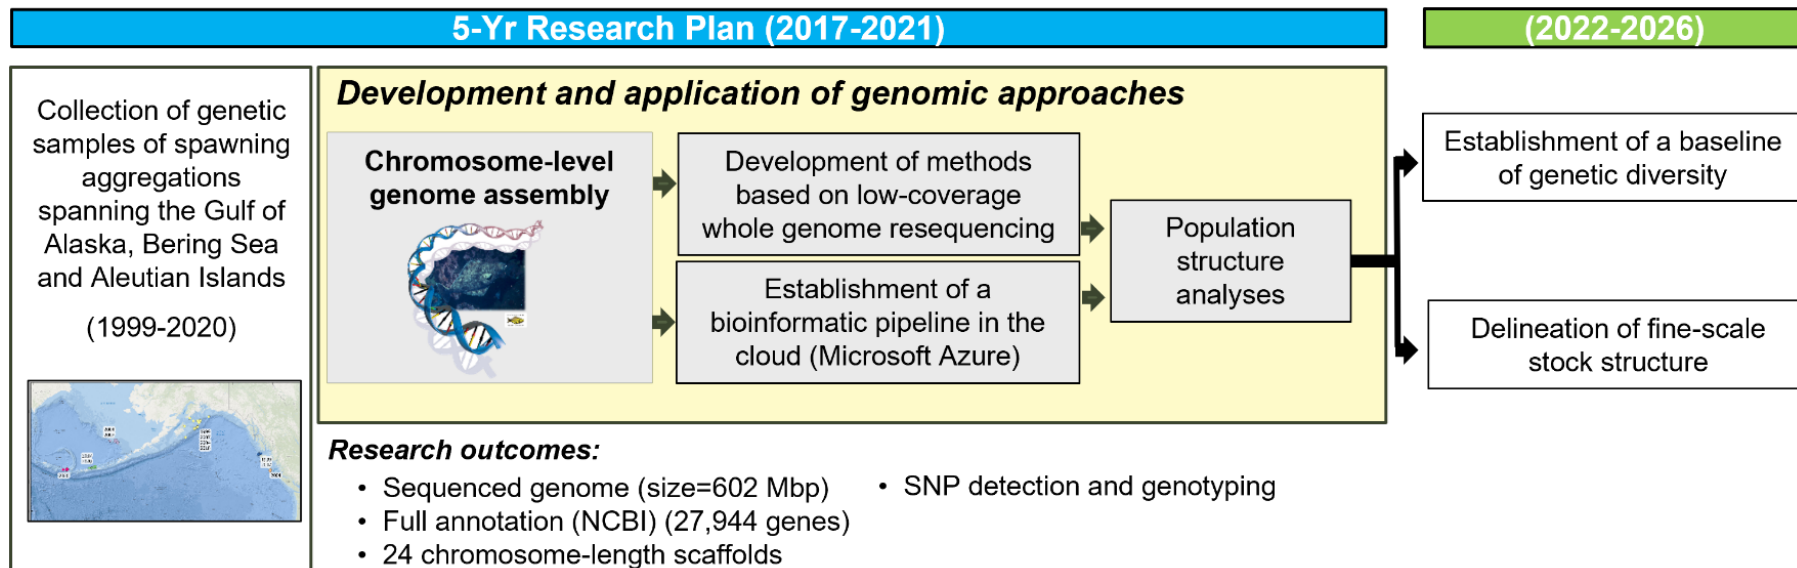 5-Yr Research Plan (2017-2021)
(2022-2026)
Collection of genetic
samples of spawning
aggregations
spanning the Gulf of
Alaska, Bering Sea
and Aleutian Islands
(1999-2020)
Development and application of genomic approaches
Chromosome-level
genome assembly
Development of methods
based on low-coverage
whole genome resequencing
Establishment of a
bioinformatic pipeline in the
cloud (Microsoft Azure)
Population
structure
analyses
Establishment of a baseline
of genetic diversity
Delineation of fine-scale
stock structure
Research outcomes:
• Sequenced genome (size=602 Mbp)
• Full annotation (NCBI) (27,944 genes)
• 24 chromosome-length scaffolds
• SNP detection and genotyping